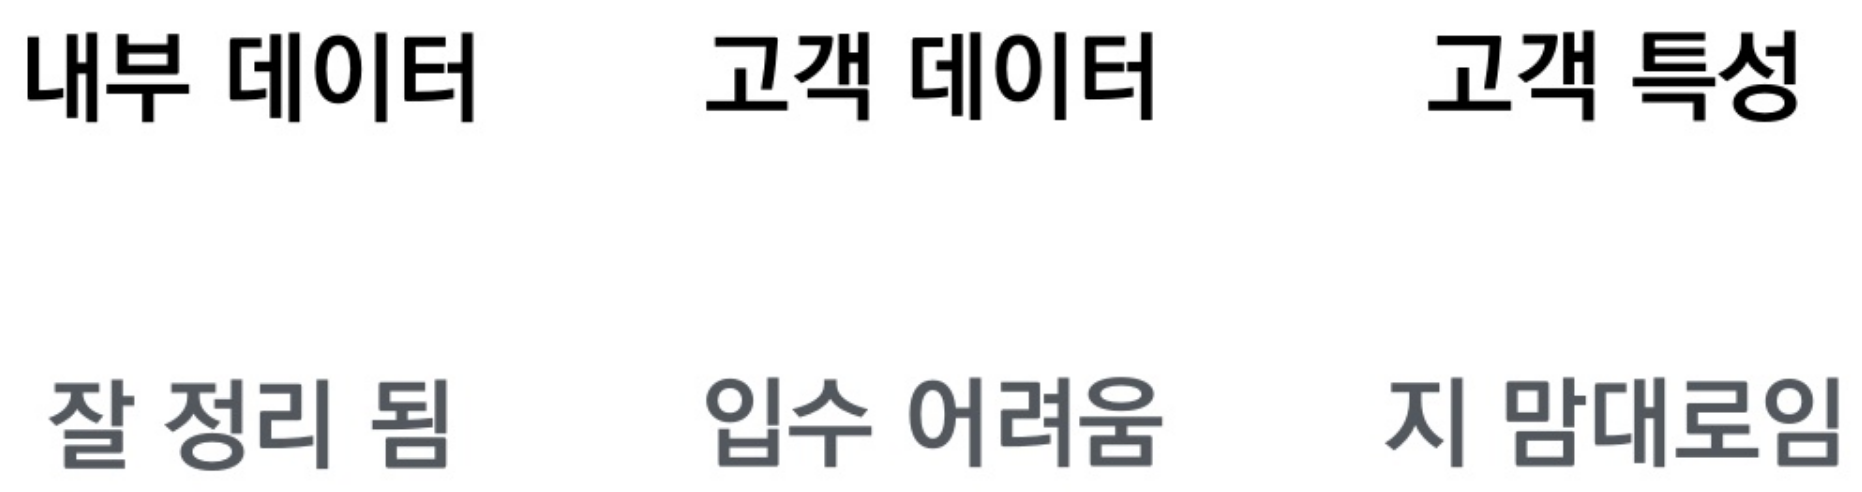 내부 데이터 고객 데이터 고객 특성
잘 정리 됨 입수 어려움 지 맘대로임